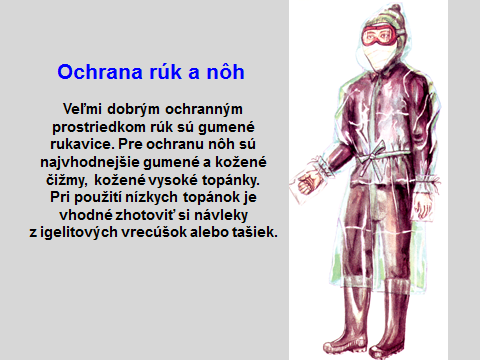 Ochrana rúk a nôh
Veľmi dobrým ochranným
prostriedkom rúk sú gumené
rukavice. Pre ochranu nôh sú
najvhodnejšie gumené a kožené
čižmy, kožené vysoké topánky.
Pri použití nízkych topánok je
vhodné zhotoviť si návleky
z igelitových vrecúšok alebo tašiek.